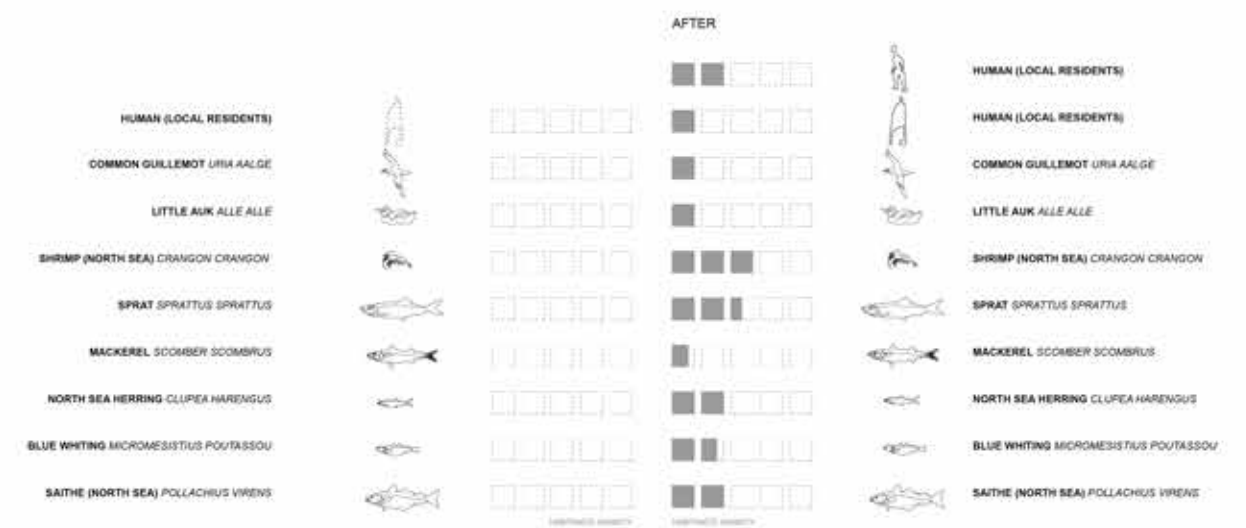 AFTER
HUMAN (LOCAL RESIDENTS)
HUMAN (LOCAL RESIDENTS) HUMAN (LOCAL RESIDENTS)
COMMON GUILLEMOT URIA AALGE COMMON GUILLEMOT URIA AALGE
LITTLE AUK ALLE ALLE LITTLE AUK ALLE ALLE
SHRIMP (NORTH SEA) CRANGON CRANGON SHRIMP (NORTH SEA) CRANGON CRANGON
SPRAT SPRATTUS SPRATTUS SPRAT SPRATTUS SPRATTUS
MACKEREL SCOMBER SCOMBRUS MACKEREL SCOMBER SCOMBRUS
NORTH SEA HERRING CLUPEA HARENGUS NORTH SEA HERRING CLUPEA HARENGUS
BLUE WHITING MICROMESISTIUS POUTASSOU BLUE WHITING MICROMESISTIUS POUTASSOU
SAITHE (NORTH SEA) POLLACHIUS VIRENS SAITHE (NORTH SEA) POLLACHIUS VIRENS